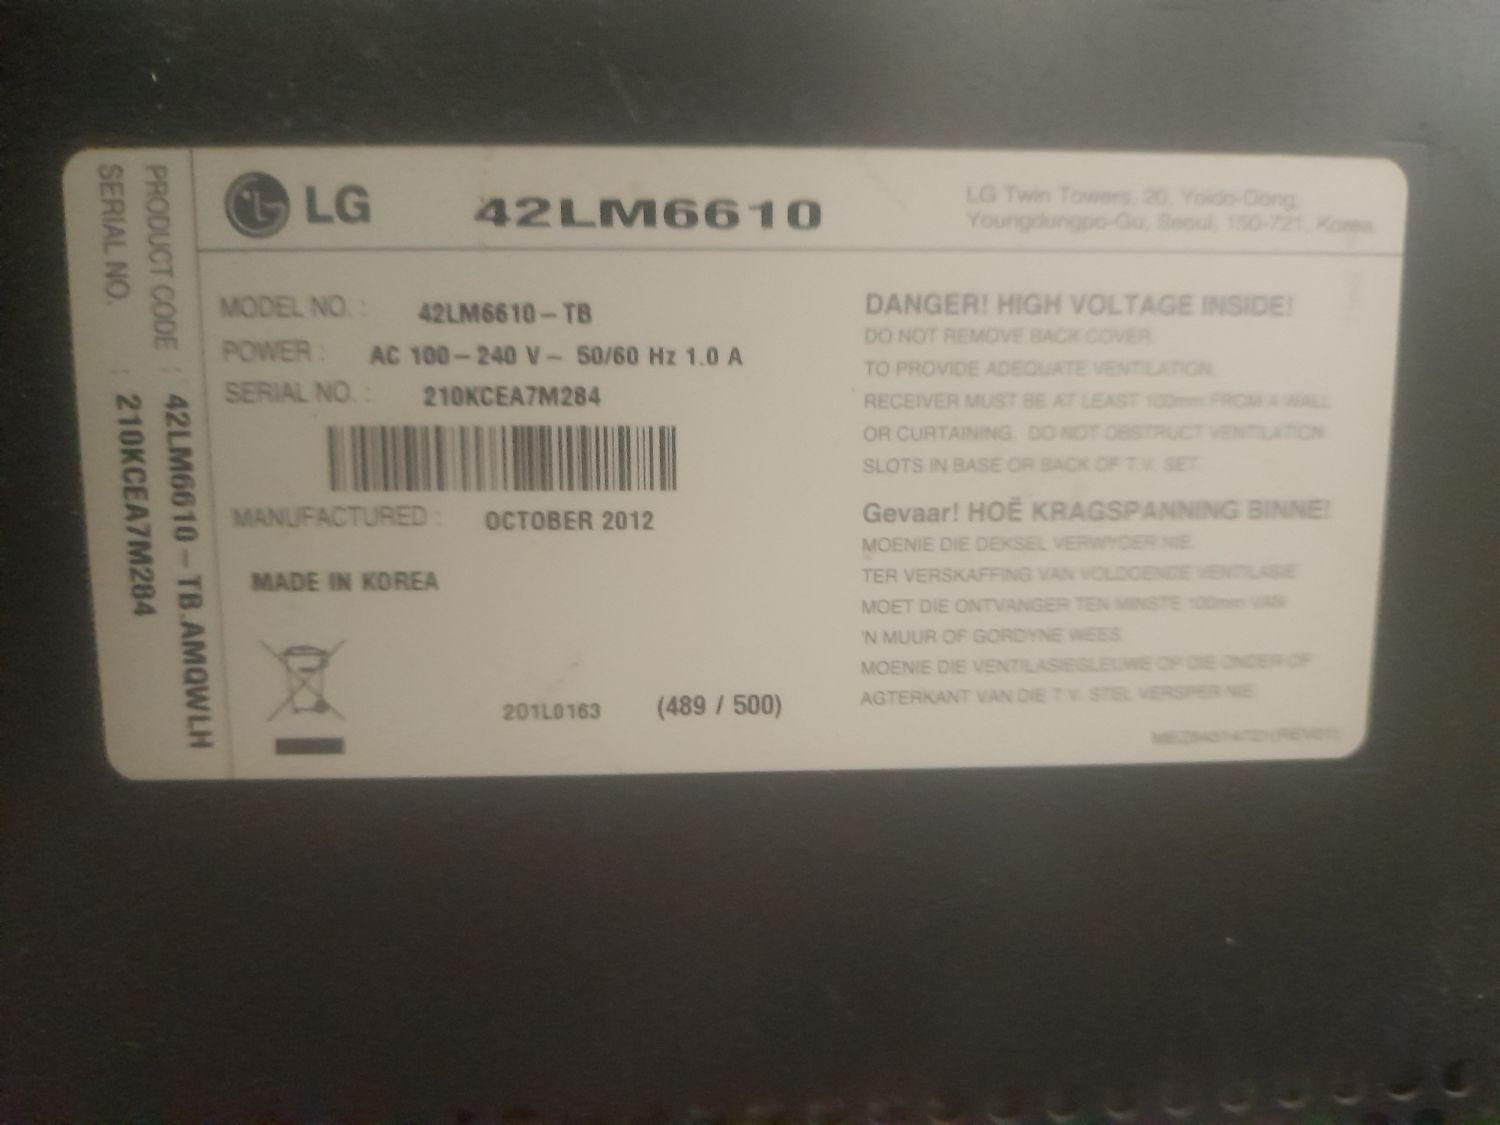 LG
42LM6610
LG Twin Towers, 20, Yoido-Dong,
Youngdungpo-Gu, Seoul, 150-721, Korea.
MODEL NO. : 42LM6610-TB
POWER : AC 100-240 V~ 50/60 Hz 1.0 A
SERIAL NO. : 210KCEA7M284
MANUFACTURED : OCTOBER 2012
MADE IN KOREA
201L0163 (489 / 500)
DANGER! HIGH VOLTAGE INSIDE!
DO NOT REMOVE BACK COVER.
TO PROVIDE ADEQUATE VENTILATION,
RECEIVER MUST BE AT LEAST 100mm FROM A WALL
OR CURTAINING. DO NOT OBSTRUCT VENTILATION
SLOTS IN BASE OR BACK OF T.V. SET.
Gevaar! HOË KRAGSPANNING BINNE!
MOENIE DIE DEKSEL VERWYDER NIE.
TER VERSKAFFING VAN VOLDOENDE VENTILASIE
MOET DIE ONTVANGER TEN MINSTE 100mm VAN
'N MUUR OF GORDYNE WEES.
MOENIE DIE VENTILASIEGLEUWE OP DIE ONDER OF
AGTERKANT VAN DIE T.V. STEL VERSPER NIE.
PRODUCT CODE : 42LM6610-TB.AMQWLH
SERIAL NO. : 210KCEA7M284